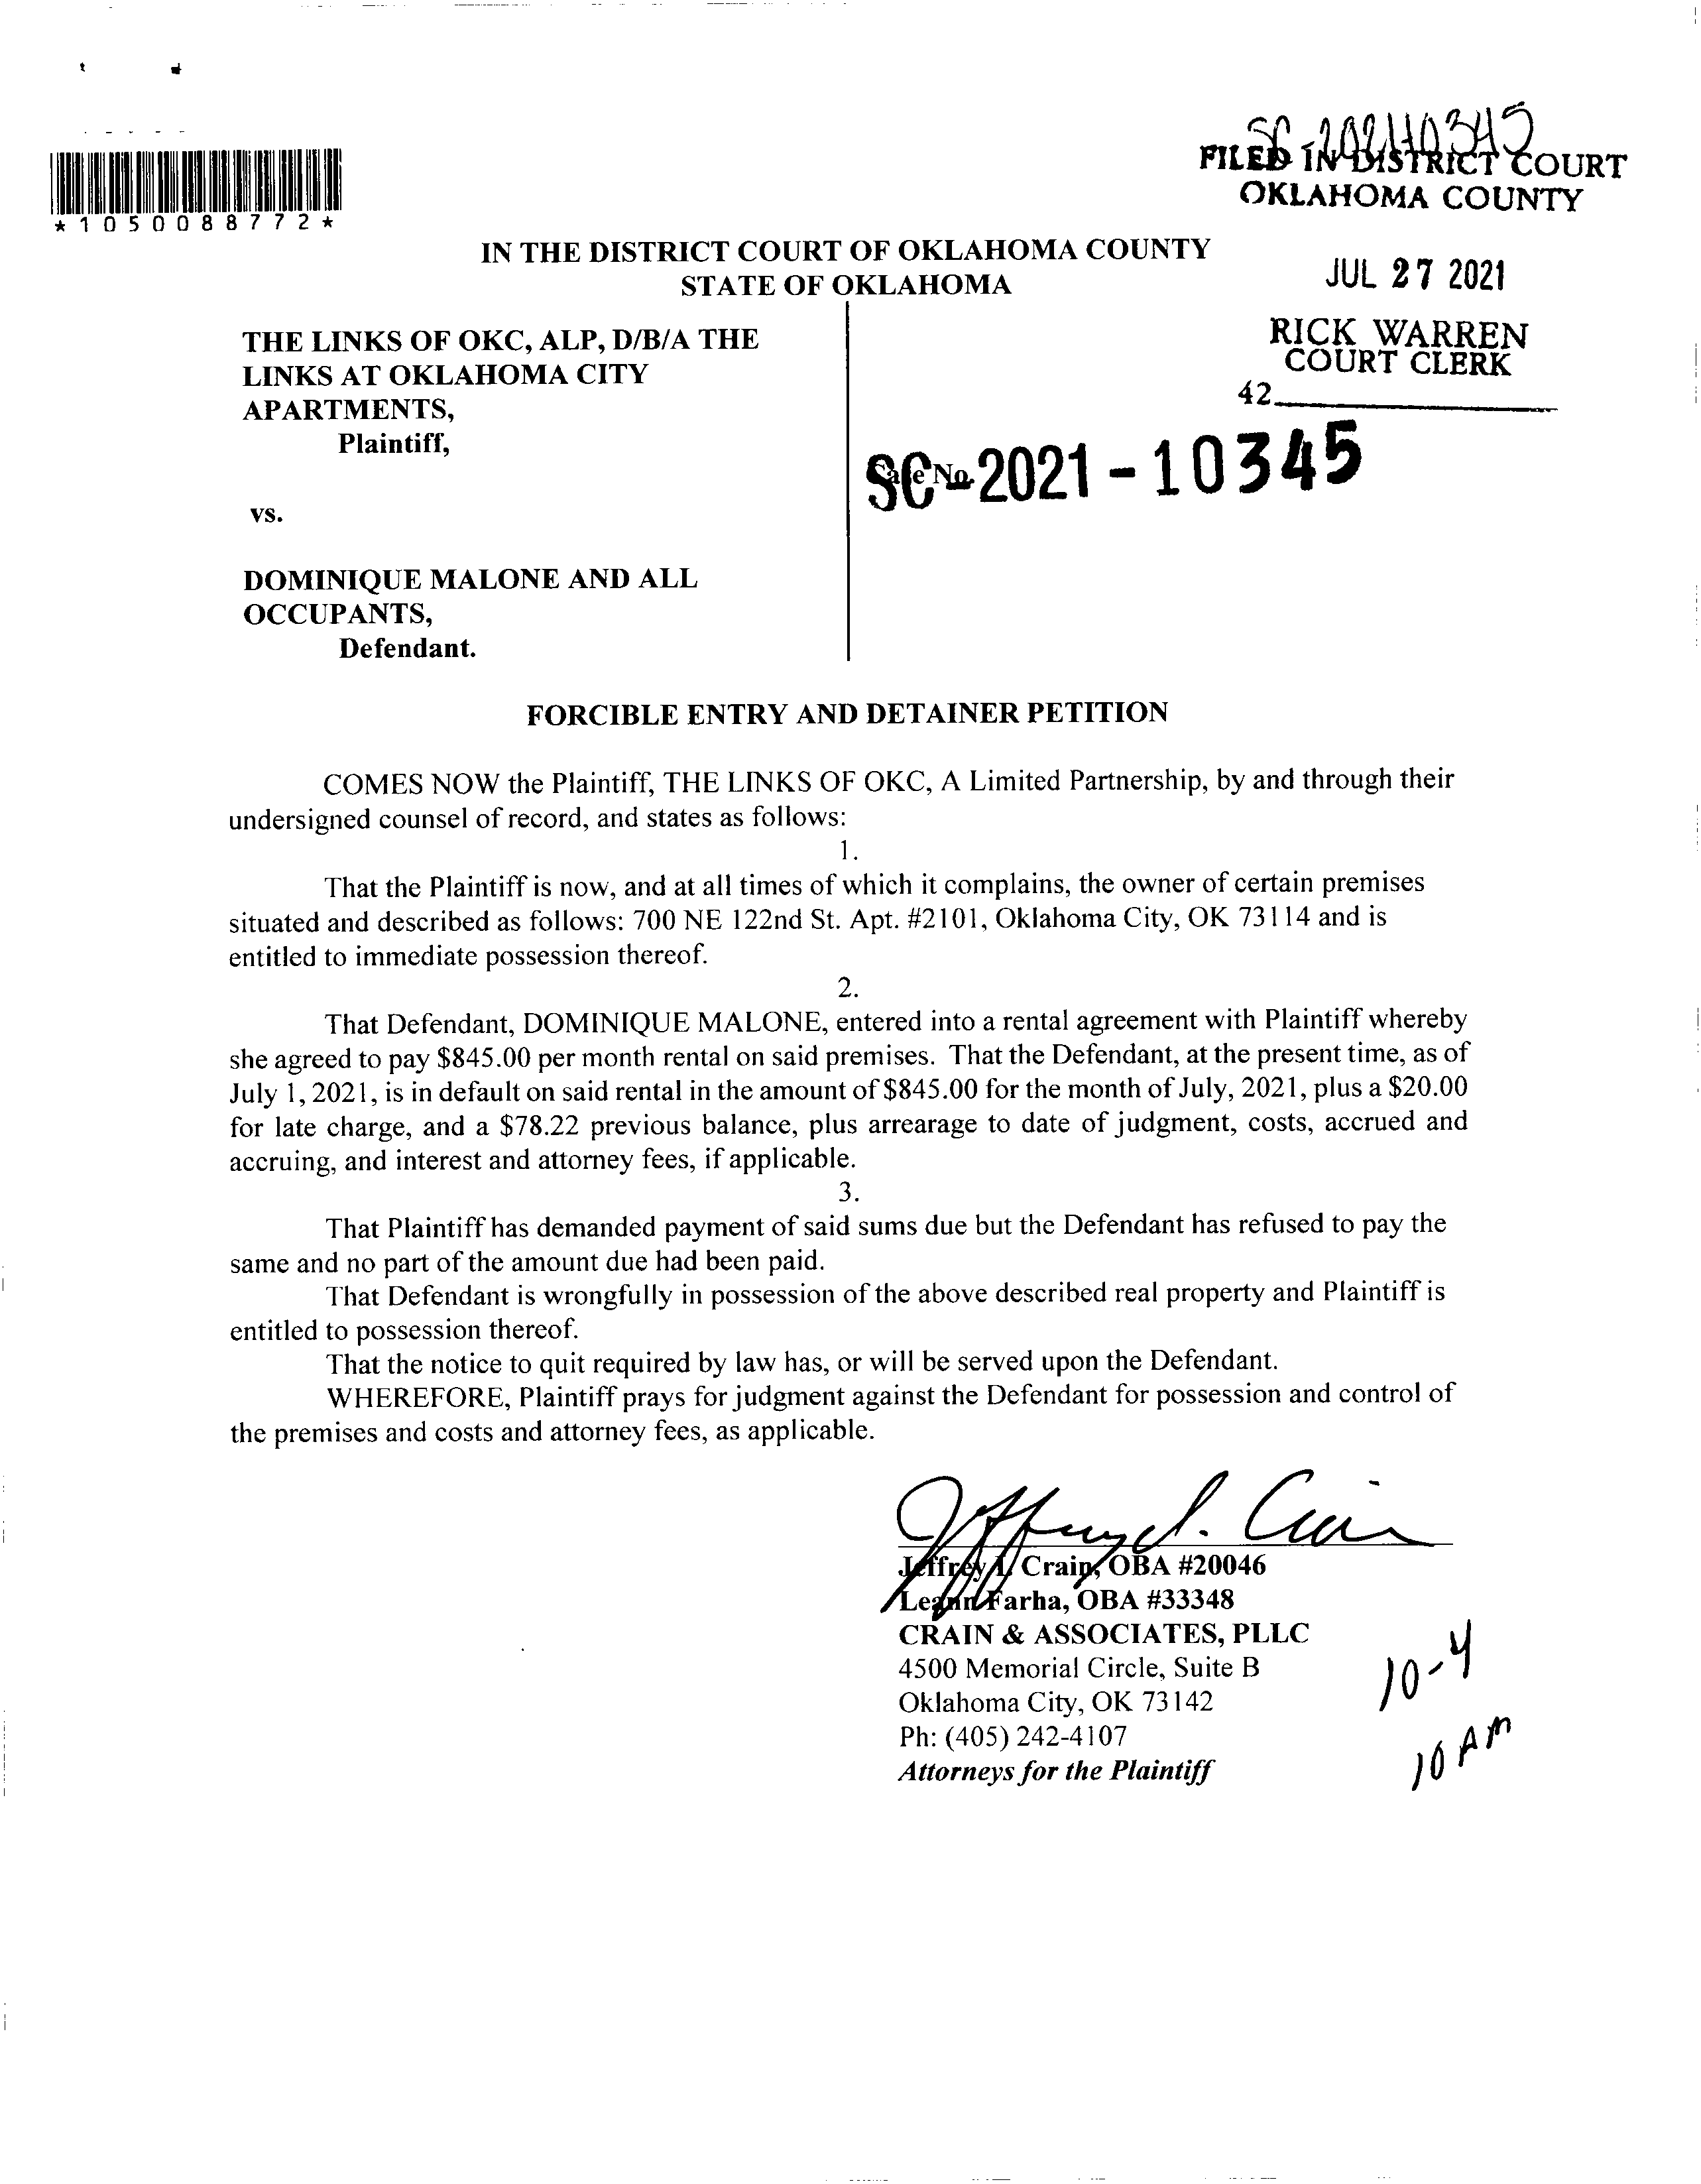 SC-202110345
FILED IN DISTRICT COURT
OKLAHOMA COUNTY
*1050088772*
IN THE DISTRICT COURT OF OKLAHOMA COUNTY
STATE OF OKLAHOMA
JUL 27 2021
RICK WARREN
COURT CLERK
42
THE LINKS OF OKC, ALP, D/B/A THE
LINKS AT OKLAHOMA CITY
APARTMENTS,
Plaintiff,
Case No.
SC-2021-10345
vs.
DOMINIQUE MALONE AND ALL
OCCUPANTS,
Defendant.
FORCIBLE ENTRY AND DETAINER PETITION
COMES NOW the Plaintiff, THE LINKS OF OKC, A Limited Partnership, by and through their
undersigned counsel of record, and states as follows:
1.
That the Plaintiff is now, and at all times of which it complains, the owner of certain premises
situated and described as follows: 700 NE 122nd St. Apt. #2101, Oklahoma City, OK 73114 and is
entitled to immediate possession thereof.
2.
That Defendant, DOMINIQUE MALONE, entered into a rental agreement with Plaintiff whereby
she agreed to pay $845.00 per month rental on said premises. That the Defendant, at the present time, as of
July 1, 2021, is in default on said rental in the amount of $845.00 for the month of July, 2021, plus a $20.00
for late charge, and a $78.22 previous balance, plus arrearage to date of judgment, costs, accrued and
accruing, and interest and attorney fees, if applicable.
3.
That Plaintiff has demanded payment of said sums due but the Defendant has refused to pay the
same and no part of the amount due had been paid.
That Defendant is wrongfully in possession of the above described real property and Plaintiff is
entitled to possession thereof.
That the notice to quit required by law has, or will be served upon the Defendant.
WHEREFORE, Plaintiff prays for judgment against the Defendant for possession and control of
the premises and costs and attorney fees, as applicable.
Jeffrey I. Crain
Jeffrey I. Crain, OBA #20046
Leann Farha, OBA #33348
CRAIN & ASSOCIATES, PLLC
4500 Memorial Circle, Suite B
Oklahoma City, OK 73142
Ph: (405) 242-4107
Attorneys for the Plaintiff
10-4
10 AM